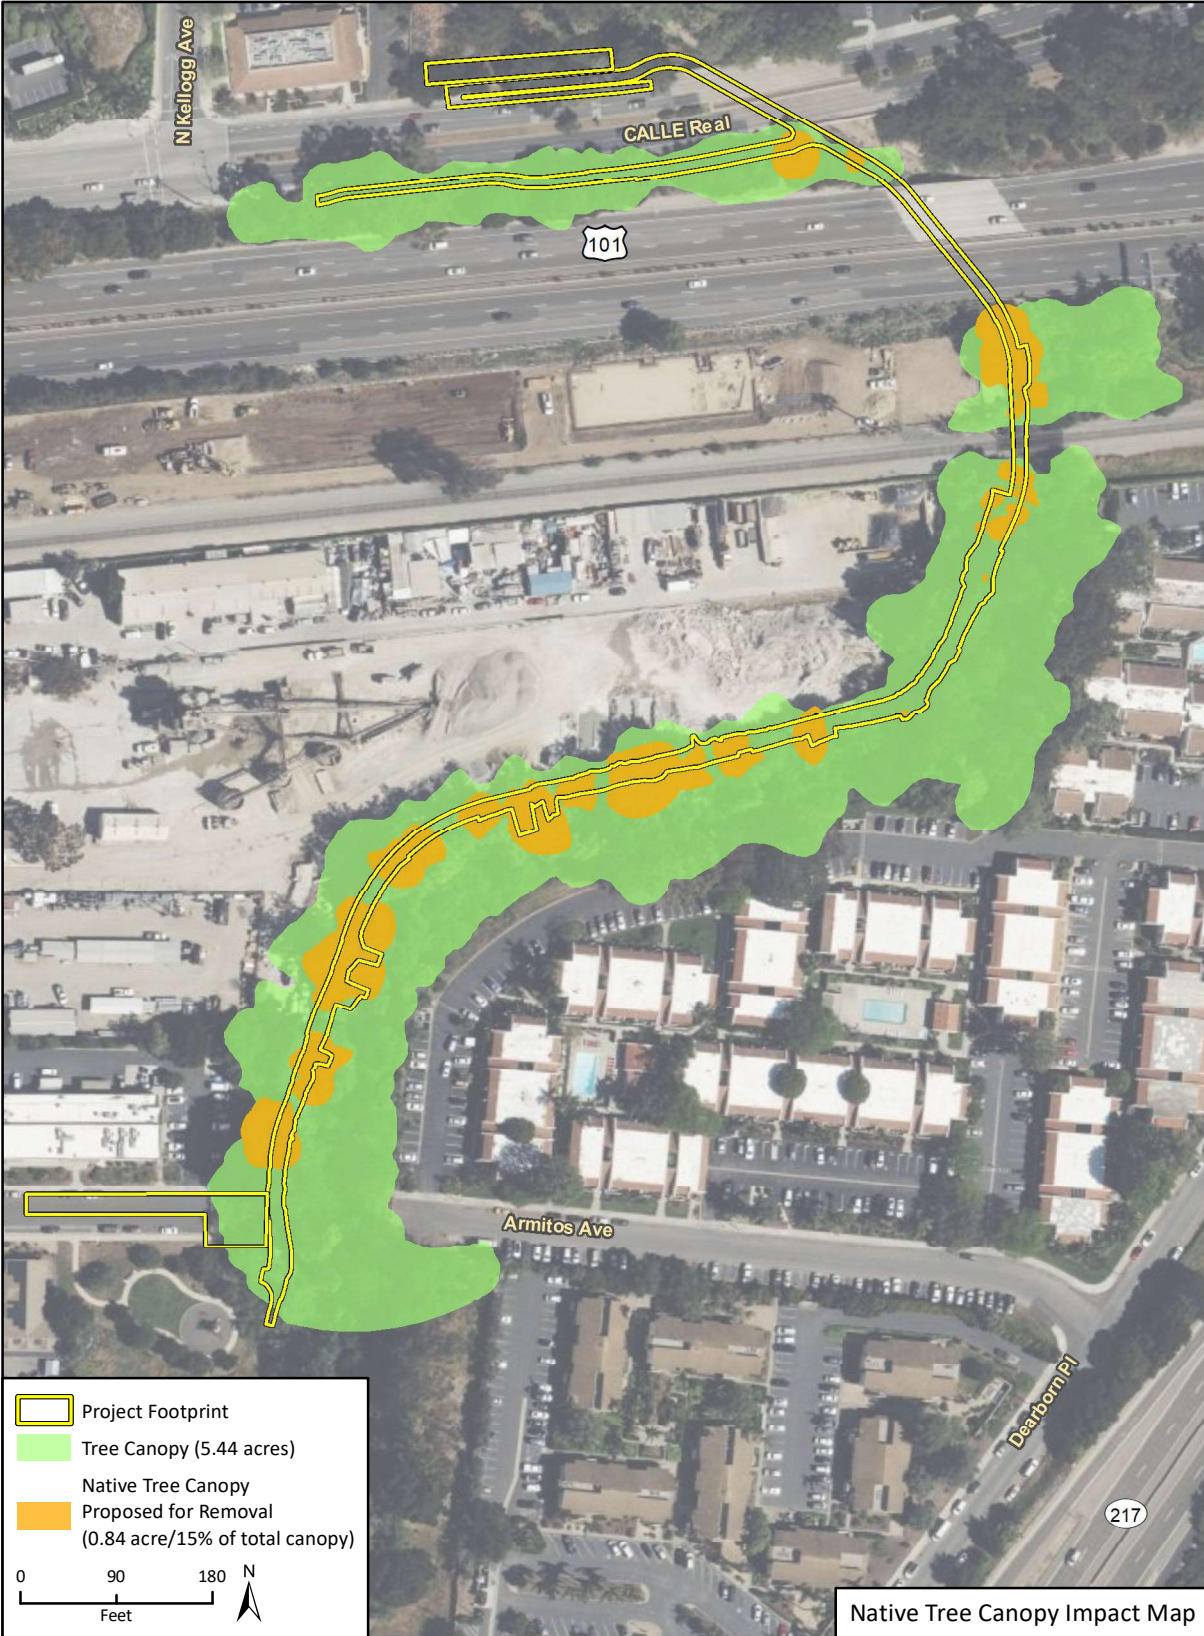 N Kellogg Ave
CALLE Real
101
Armitos Ave
Dearborn Pl
217
Project Footprint
Tree Canopy (5.44 acres)
Native Tree Canopy
Proposed for Removal
(0.84 acre/15% of total canopy)
0 90 180
Feet
N
Native Tree Canopy Impact Map